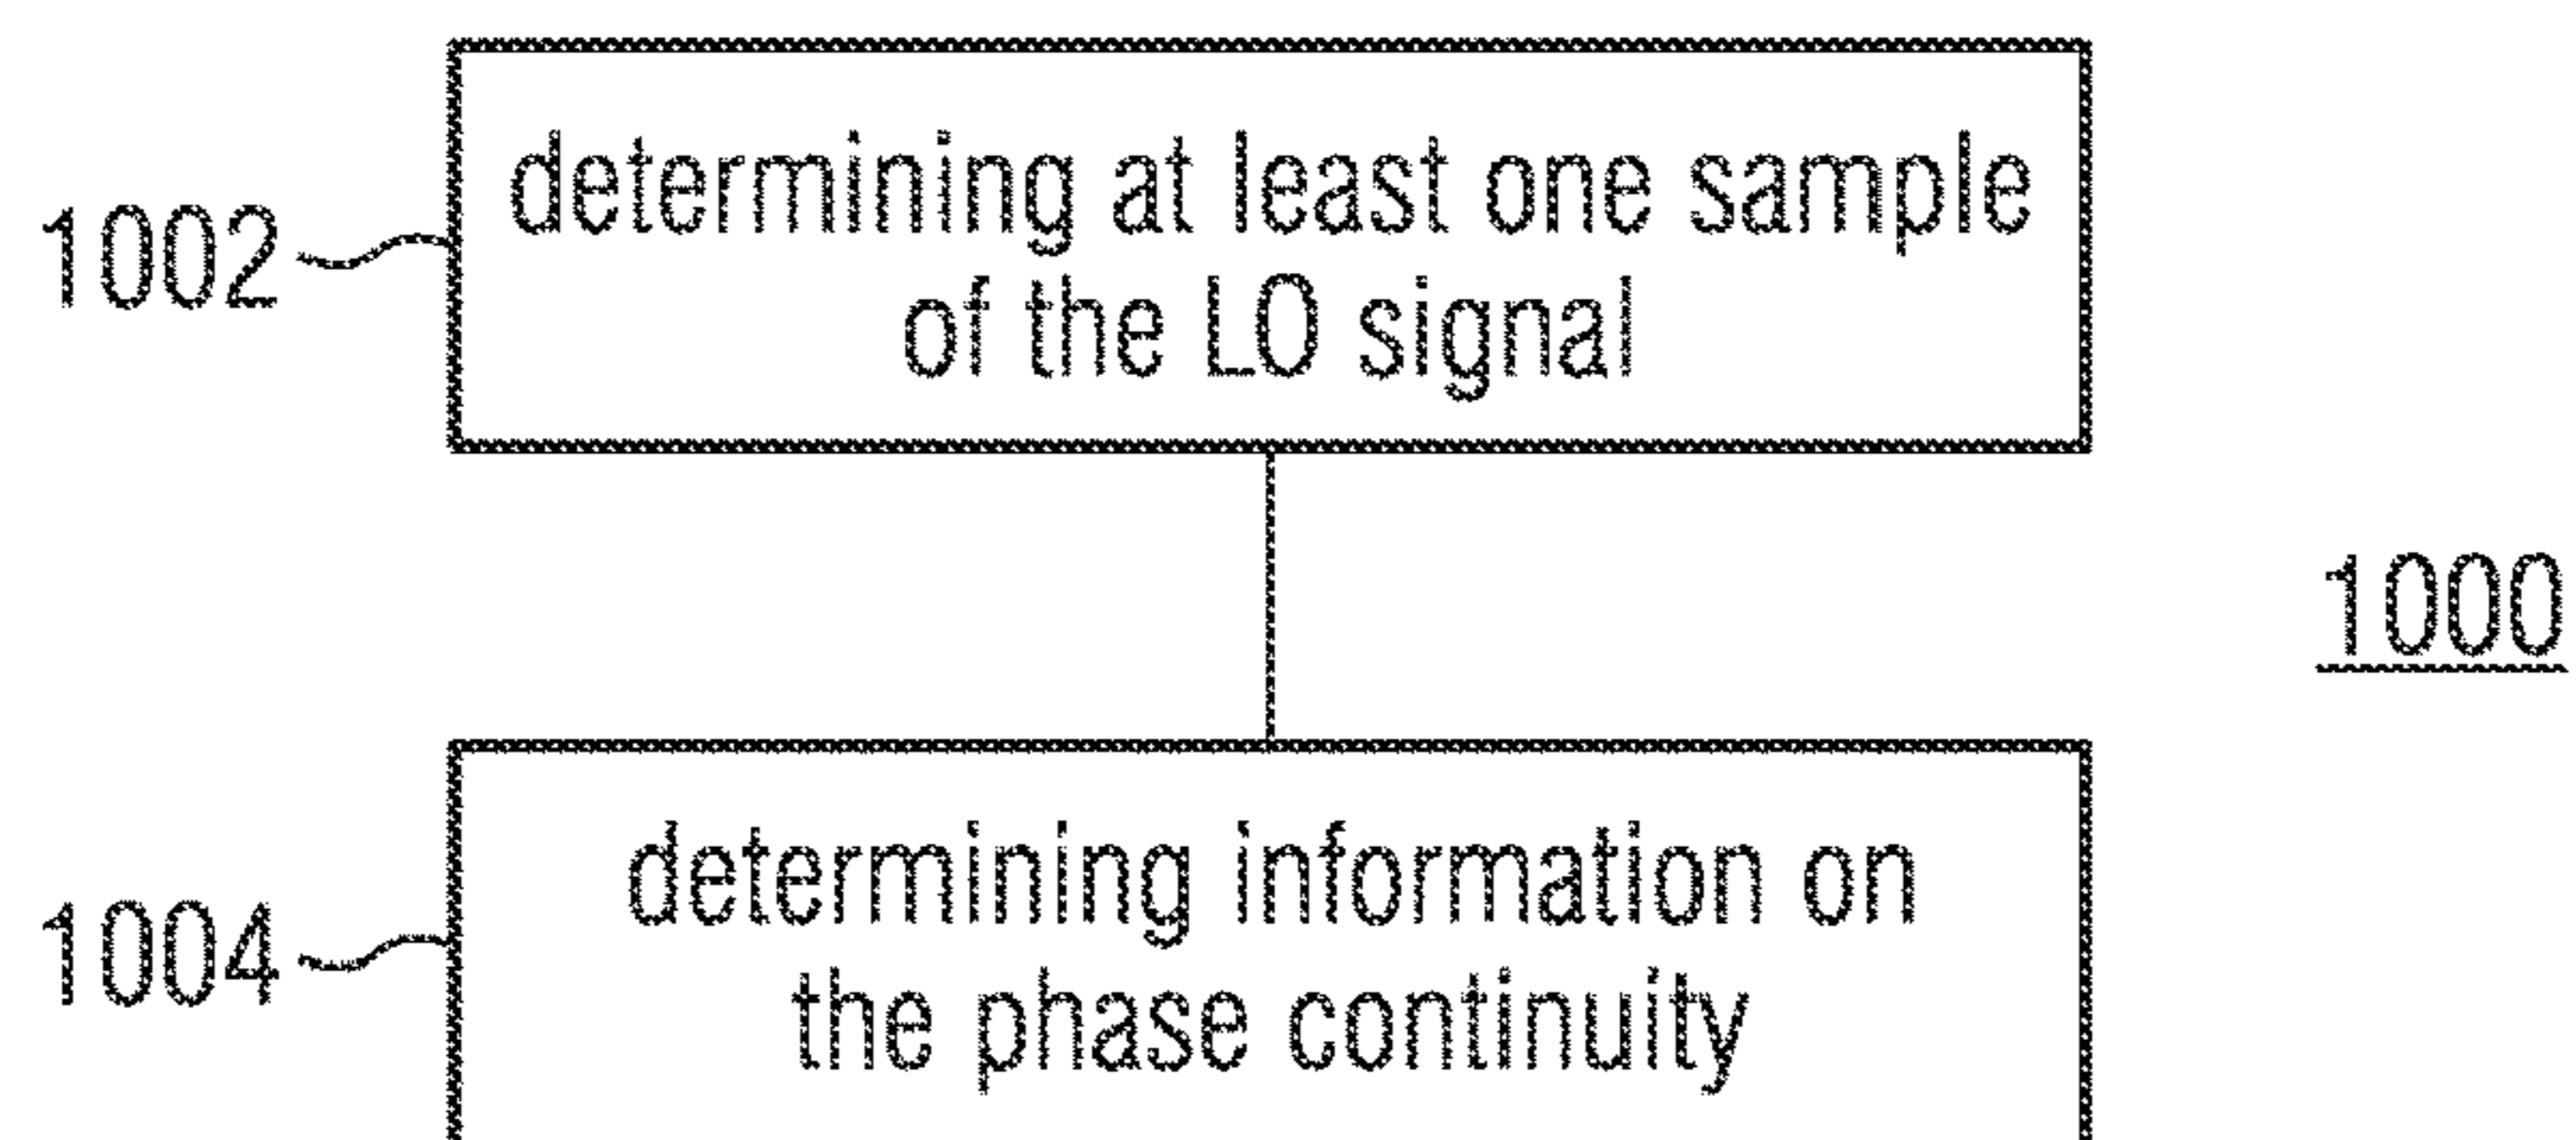 determining at least one sample
1002
of the LO signal
1000
determining information on
1004
the phase continuity